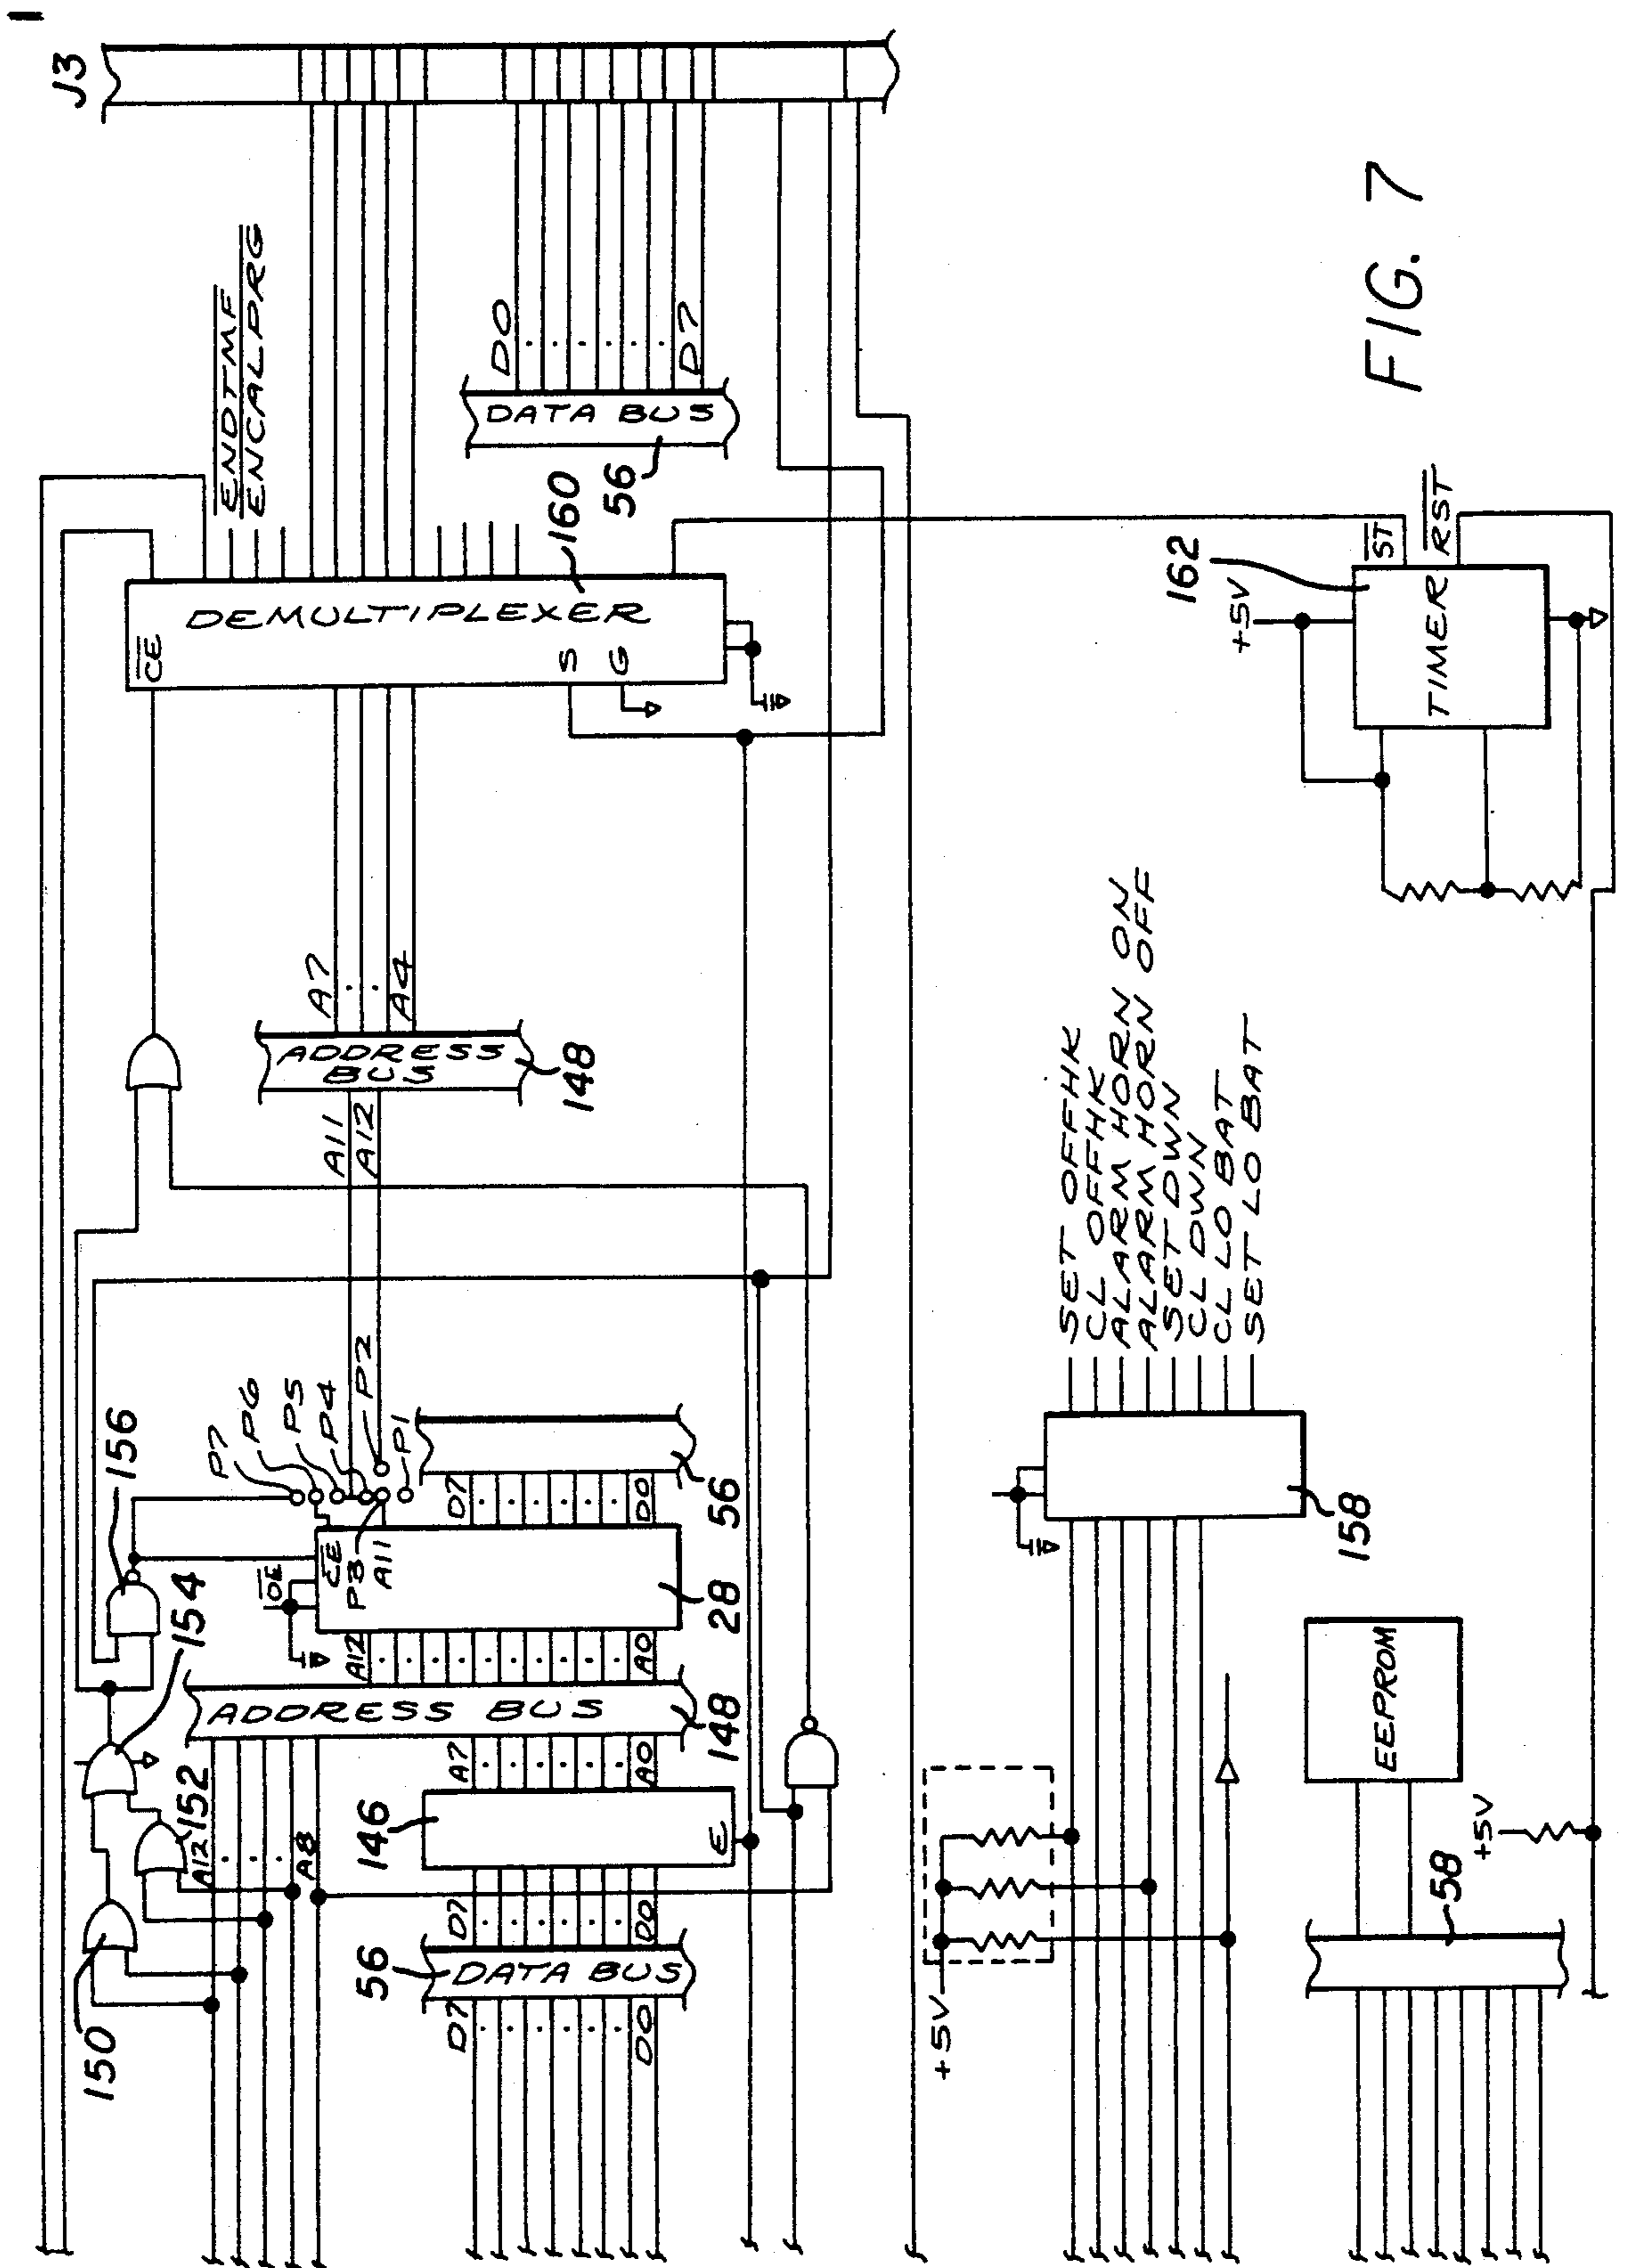 J3
ENDTMF
ENCALPRG
D0
D7
DATA BUS
56
160
DEMULTIPLEXER
CE
S
G
A7
A4
ADDRESS
BUS
148
A11
A12
P7
P6
P5
P4
P2
P1
156
154
OE
CE
P3
A11
D7
D0
56
28
A12
A0
ADDRESS BUS
148
152
A12
A8
A7
A0
146
E
150
D7
D0
56
DATA BUS
D7
D0
FIG. 7
162
+5V
ST
RST
TIMER
SET OFFHK
CL OFFHK
ALARM HORN ON
ALARM HORN OFF
SET DWN
CL DWN
CL LO BAT
SET LO BAT
158
+5V
EEPROM
+5V
58